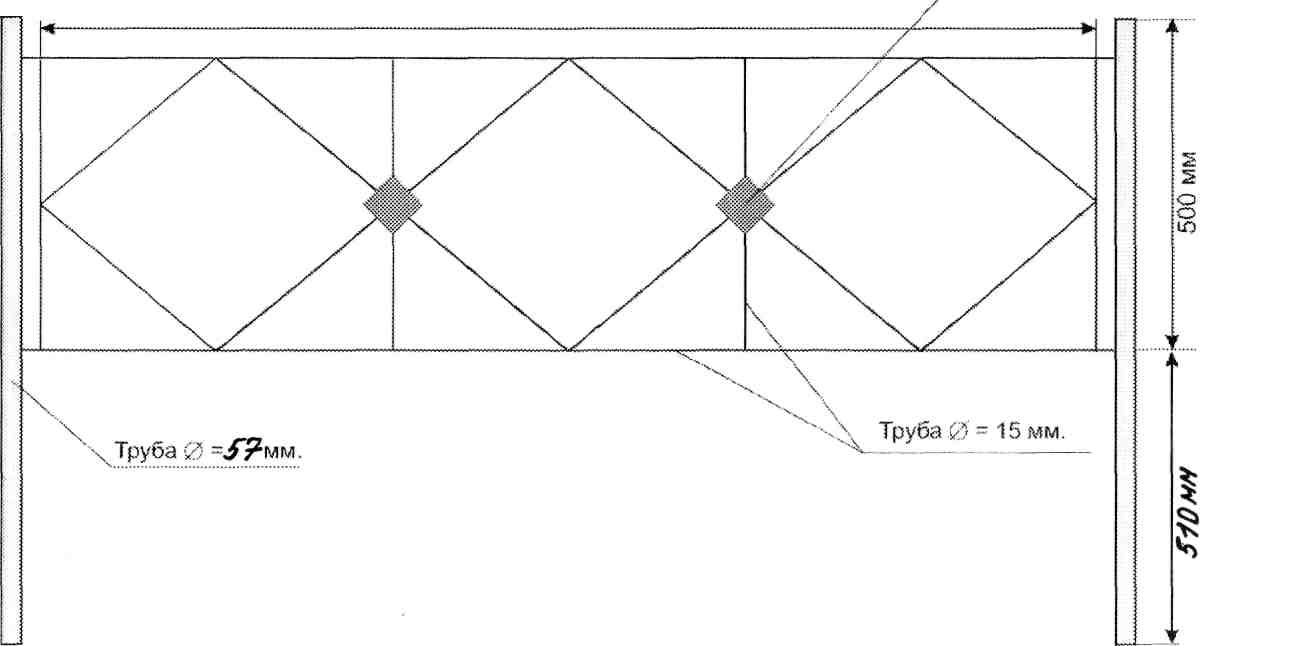 500 мм
Труба ∅ = 15 мм.
Труба ∅ =57мм.
510мм